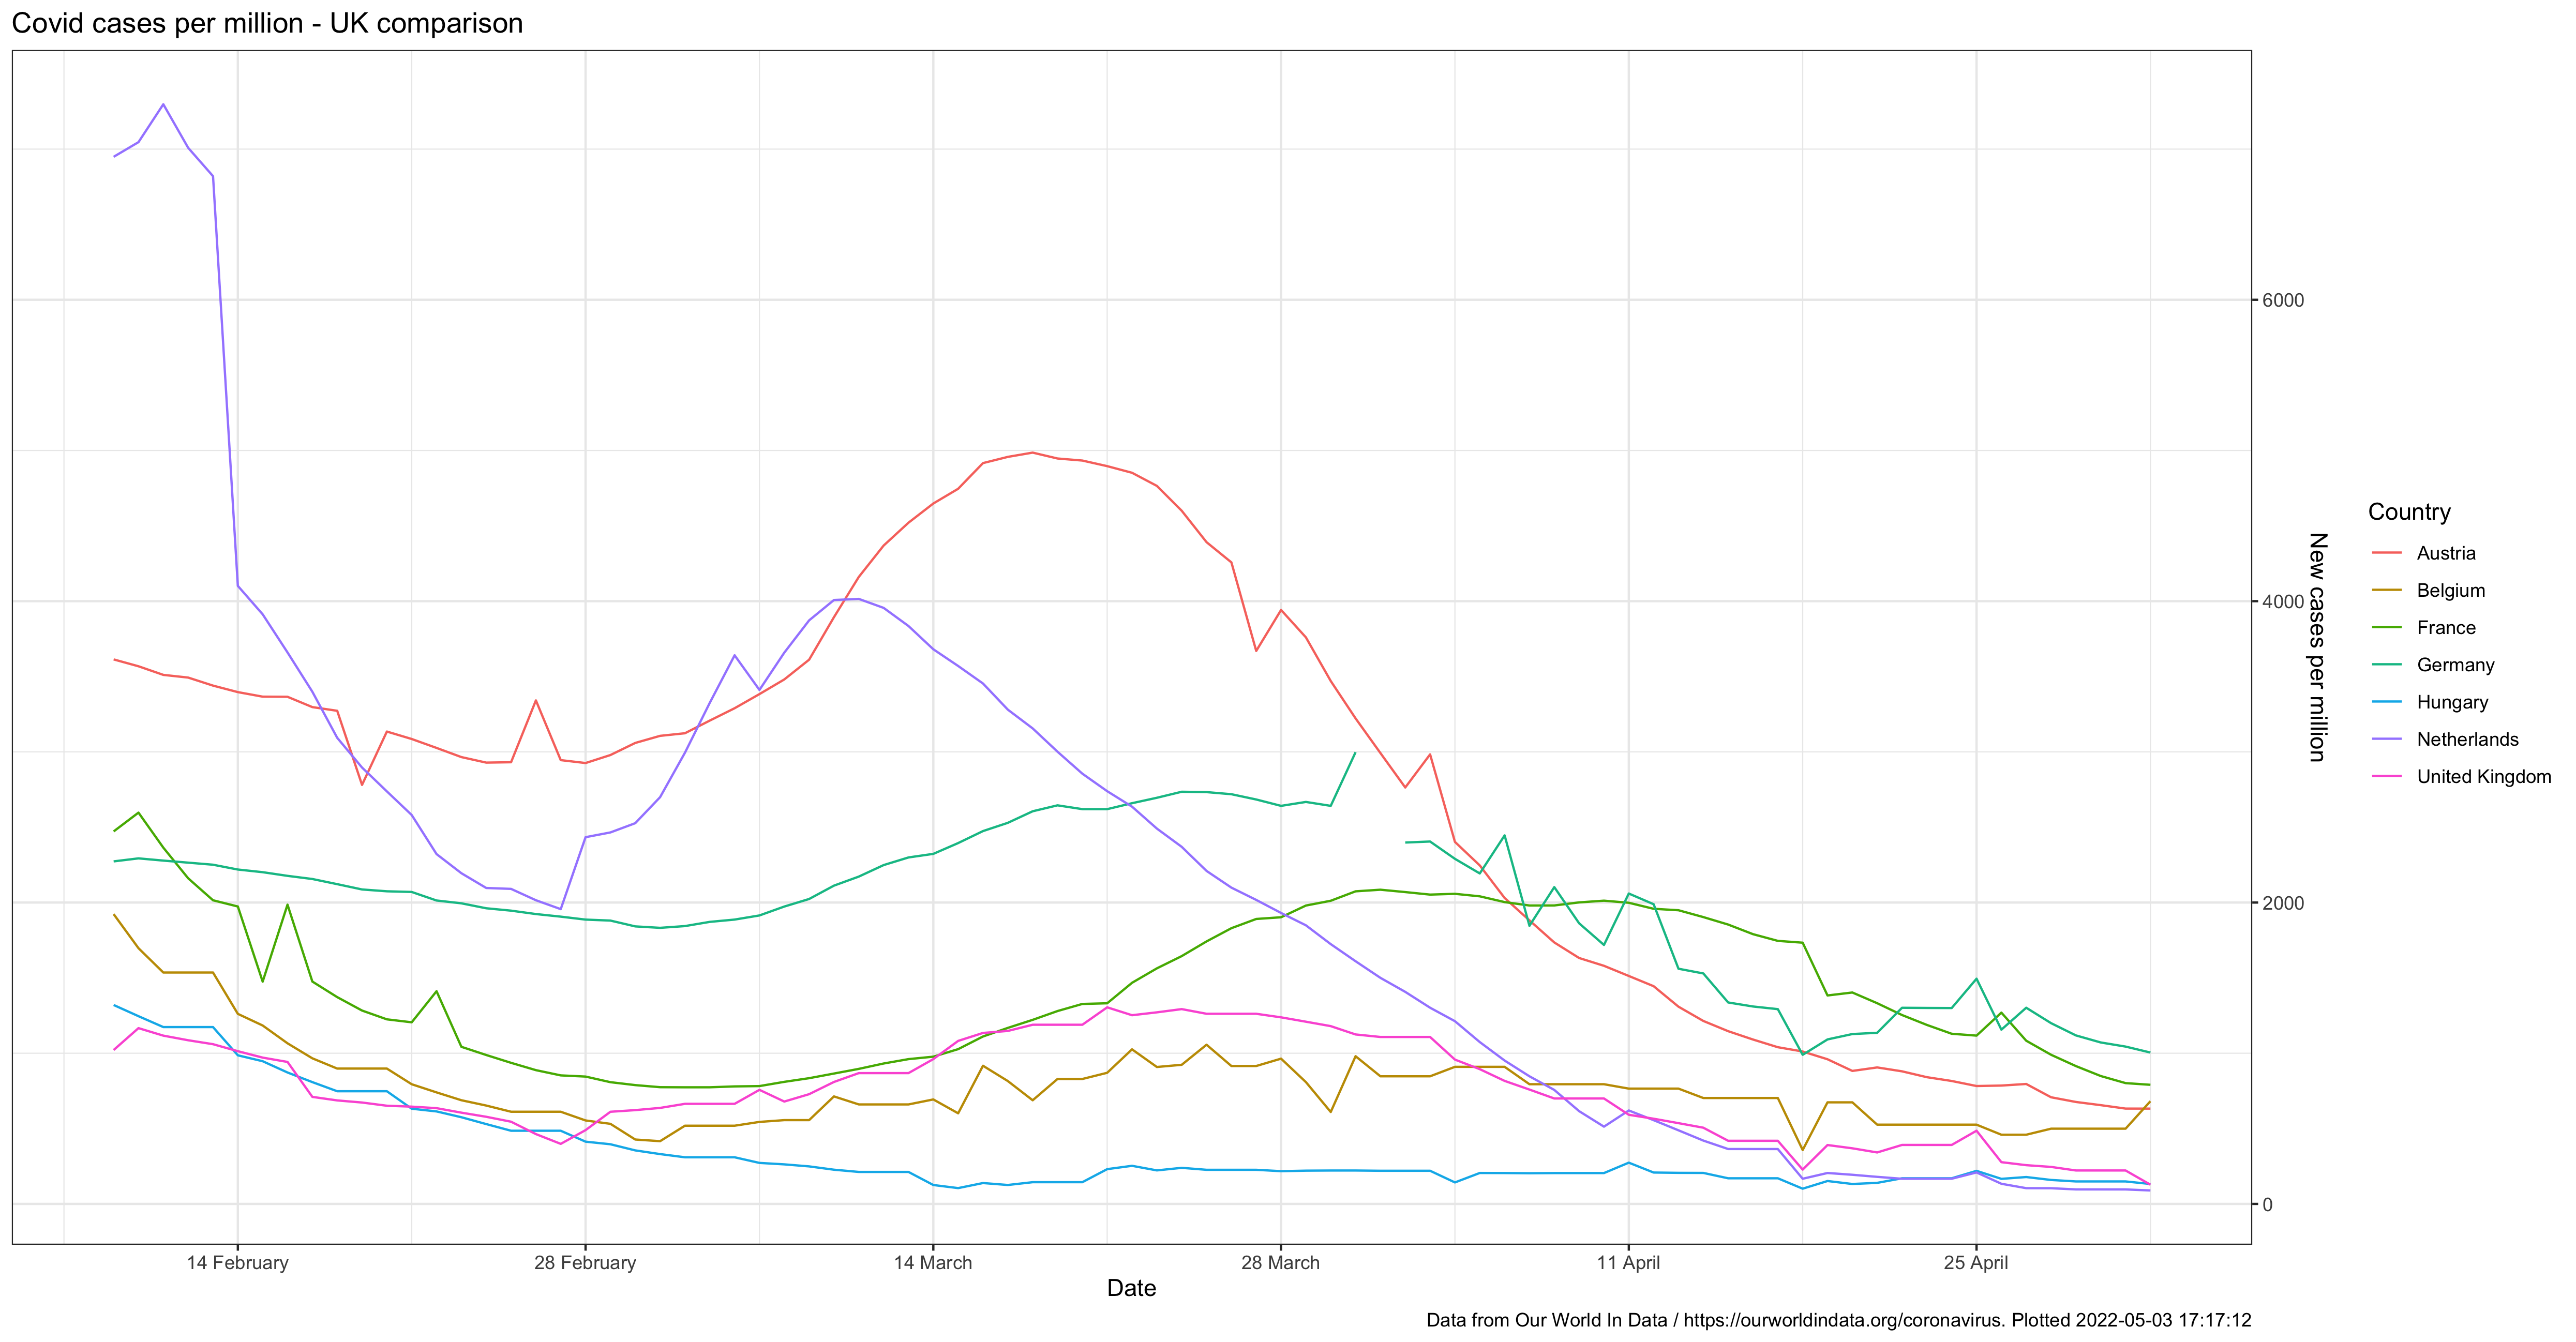 Covid cases per million - UK comparison
6000
4000
2000
0
New cases per million
14 February
28 February
14 March
28 March
11 April
25 April
Date
Country
Austria
Belgium
France
Germany
Hungary
Netherlands
United Kingdom
Data from Our World In Data / https://ourworldindata.org/coronavirus. Plotted 2022-05-03 17:17:12